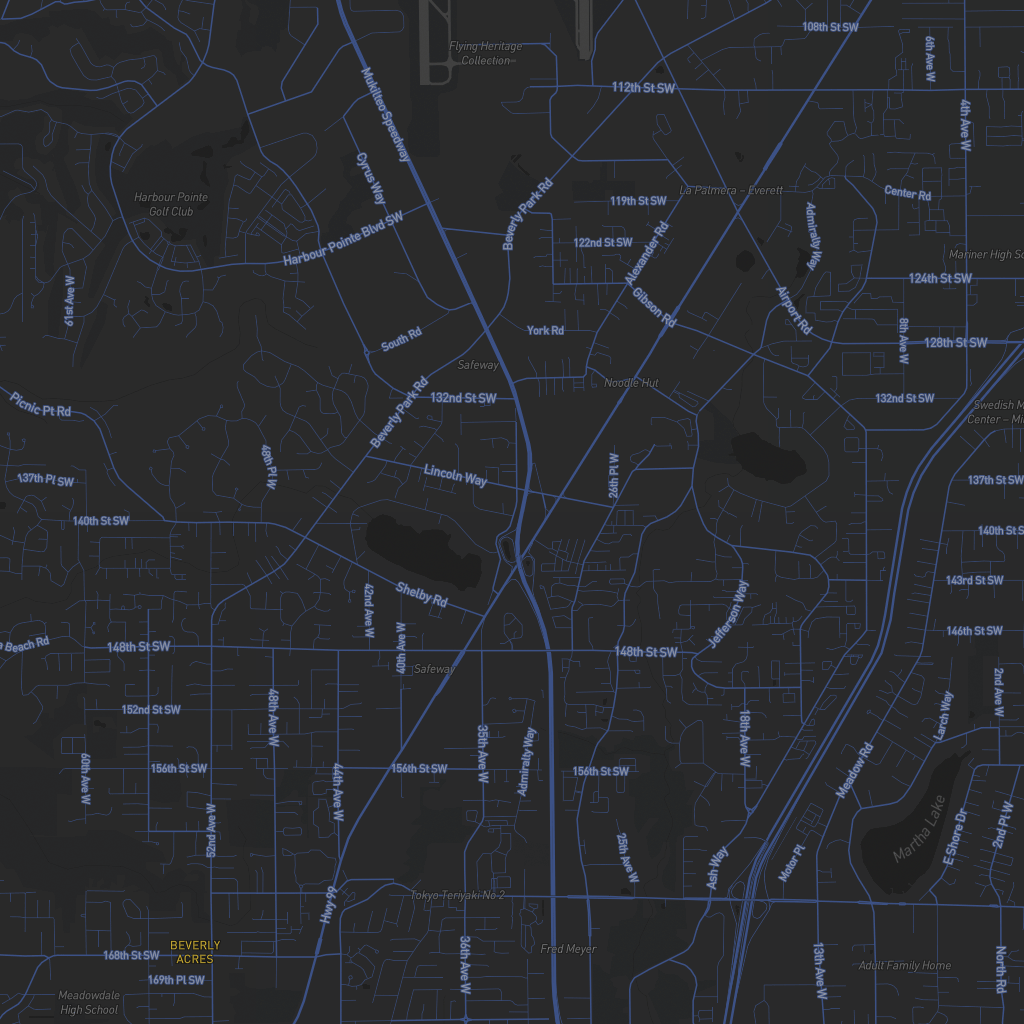 108th St SW
6th Ave W
Flying Heritage
Collection
Mukilteo Speedway
112th St SW
4th Ave W
Cyrus Way
Harbour Pointe
Golf Club
Beverly Park Rd
La Palmera – Everett
Center Rd
119th St SW
Harbour Pointe Blvd SW
122nd St SW
Alexander Rd
Admiralty Way
Mariner High Sc
124th St SW
61st Ave W
Gibson Rd
Airport Rd
York Rd
South Rd
8th Ave W
128th St SW
Safeway
Noodle Hut
Picnic Pt Rd
Beverly Park Rd
132nd St SW
132nd St SW
Swedish M
Center – Mil
48th Pl W
Lincoln Way
26th Pl W
137th Pl SW
137th St SW
140th St SW
140th St S
42nd Ave W
Shelby Rd
143rd St SW
Jefferson Way
146th St SW
a Beach Rd
148th St SW
40th Ave W
148th St SW
Safeway
2nd Ave W
48th Ave W
152nd St SW
35th Ave W
Admiralty Way
18th Ave W
Larch Way
60th Ave W
156th St SW
44th Ave W
156th St SW
156th St SW
Meadow Rd
52nd Ave W
Martha Lake
E Shore Dr
2nd Pl W
25th Ave W
Ash Way
Motor Pl
Hwy 99
Tokyo Teriyaki No 2
BEVERLY
ACRES
168th St SW
36th Ave W
Fred Meyer
13th Ave W
Adult Family Home
North Rd
169th Pl SW
Meadowdale
High School